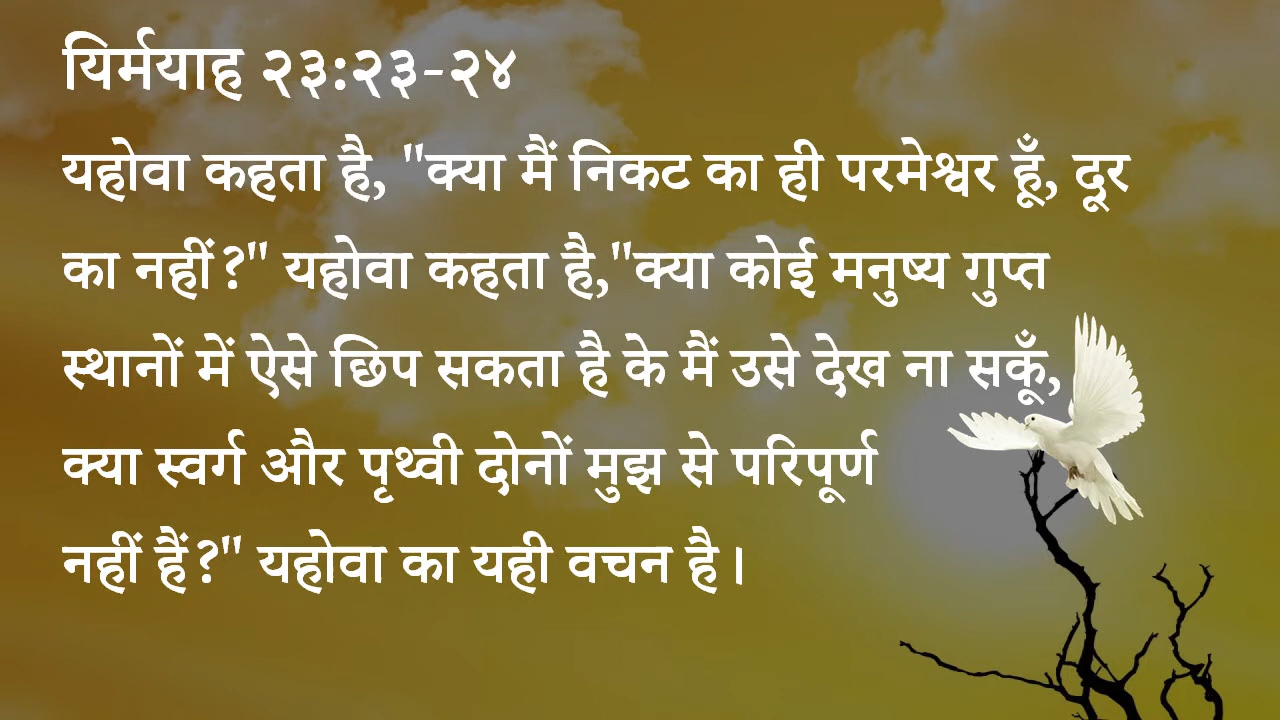 यिर्मयाह २३:२३-२४
यहोवा कहता है, "क्या मैं निकट का ही परमेश्वर हूँ, दूर
का नहीं?" यहोवा कहता है,"क्या कोई मनुष्य गुप्त
स्थानों में ऐसे छिप सकता है के मैं उसे देख ना सकूँ,
क्या स्वर्ग और पृथ्वी दोनों मुझ से परिपूर्ण
नहीं हैं?" यहोवा का यही वचन है।